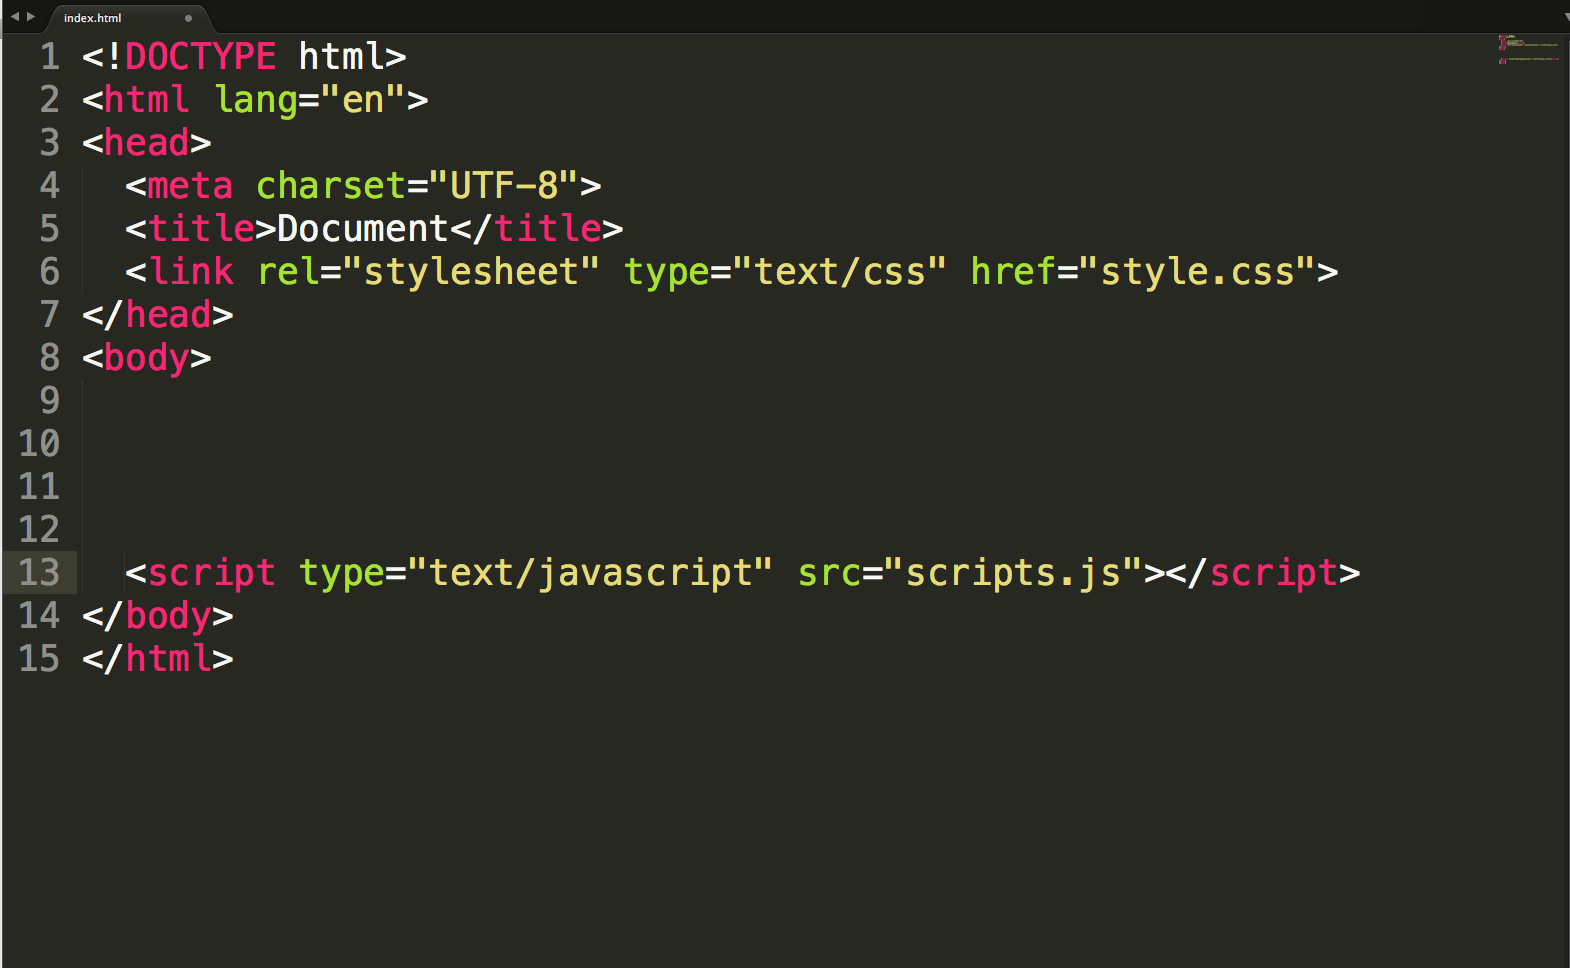 index.html
1 <!DOCTYPE html>
2 <html lang="en">
3 <head>
4   <meta charset="UTF-8">
5   <title>Document</title>
6   <link rel="stylesheet" type="text/css" href="style.css">
7 </head>
8 <body>
9
10
11
12
13   <script type="text/javascript" src="scripts.js"></script>
14 </body>
15 </html>